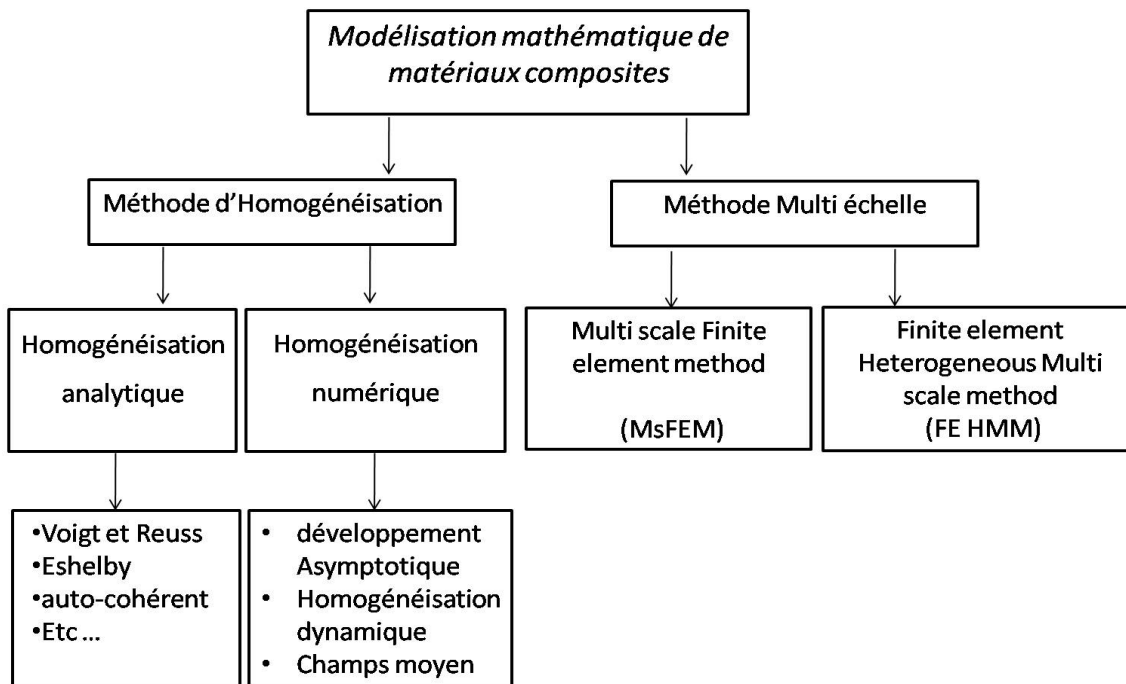 Modélisation mathématique de
matériaux composites
Méthode d'Homogénéisation
Méthode Multi échelle
Homogénéisation
analytique
Homogénéisation
numérique
Multi scale Finite
element method
(MsFEM)
Finite element
Heterogeneous Multi
scale method
(FE HMM)
•Voigt et Reuss
•Eshelby
•auto-cohérent
•Etc ...
• développement
Asymptotique
• Homogénéisation
dynamique
• Champs moyen